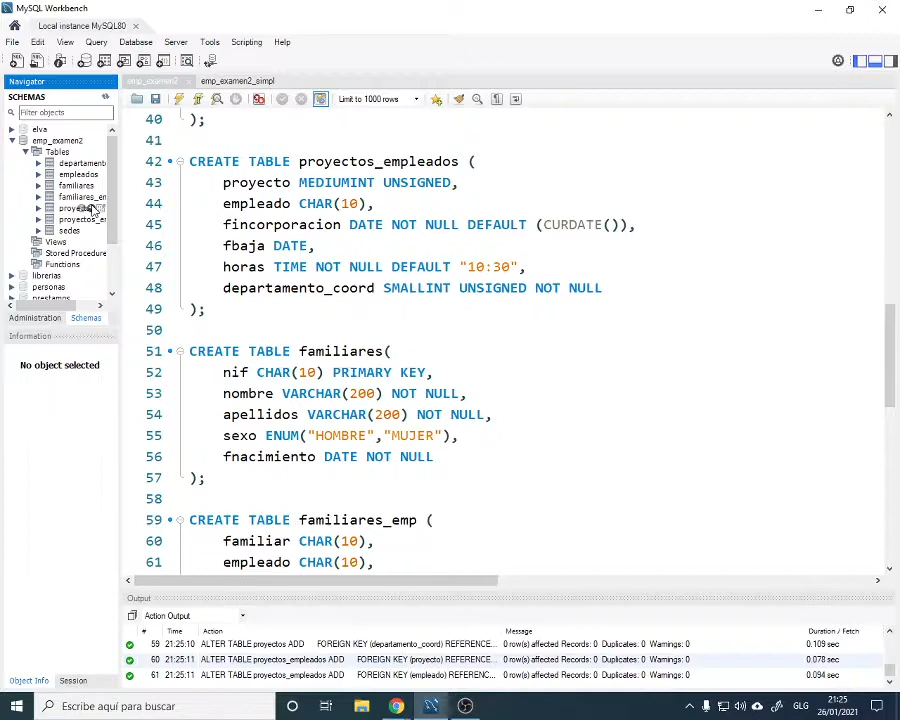 MySQL Workbench
Local instance MySQL80
File Edit View Query Database Server Tools Scripting Help
Navigator
SCHEMAS
Filter objects
elva
emp_examen2
Tables
departamento
empleados
familiares
familiares_en
proyectos_e
sedes
Views
Stored Procedure
Functions
librerias
personas
prestamos
Administration Schemas
Information
No object selected
Object Info Session
emp_examen2 emp_examen2_simpl
Limit to 1000 rows
40 );
41
42 CREATE TABLE proyectos_empleados (
43 proyecto MEDIUMINT UNSIGNED,
44 empleado CHAR(10),
45 fincorporacion DATE NOT NULL DEFAULT (CURDATE()),
46 fbaja DATE,
47 horas TIME NOT NULL DEFAULT "10:30",
48 departamento_coord SMALLINT UNSIGNED NOT NULL
49 );
50
51 CREATE TABLE familiares(
52 nif CHAR(10) PRIMARY KEY,
53 nombre VARCHAR(200) NOT NULL,
54 apellidos VARCHAR(200) NOT NULL,
55 sexo ENUM("HOMBRE","MUJER"),
56 fnacimiento DATE NOT NULL
57 );
58
59 CREATE TABLE familiares_emp (
60 familiar CHAR(10),
61 empleado CHAR(10),
Output
Action Output
# Time Action Message Duration / Fetch
59 21:25:10 ALTER TABLE proyectos ADD FOREIGN KEY (departamento_coord) REFERENCE... 0 row(s) affected Records: 0 Duplicates: 0 Warnings: 0 0.109 sec
60 21:25:11 ALTER TABLE proyectos_empleados ADD FOREIGN KEY (proyecto) REFERENC... 0 row(s) affected Records: 0 Duplicates: 0 Warnings: 0 0.078 sec
61 21:25:11 ALTER TABLE proyectos_empleados ADD FOREIGN KEY (empleado) REFERENC... 0 row(s) affected Records: 0 Duplicates: 0 Warnings: 0 0.094 sec
Escribe aquí para buscar
GLG
21:25
26/01/2021